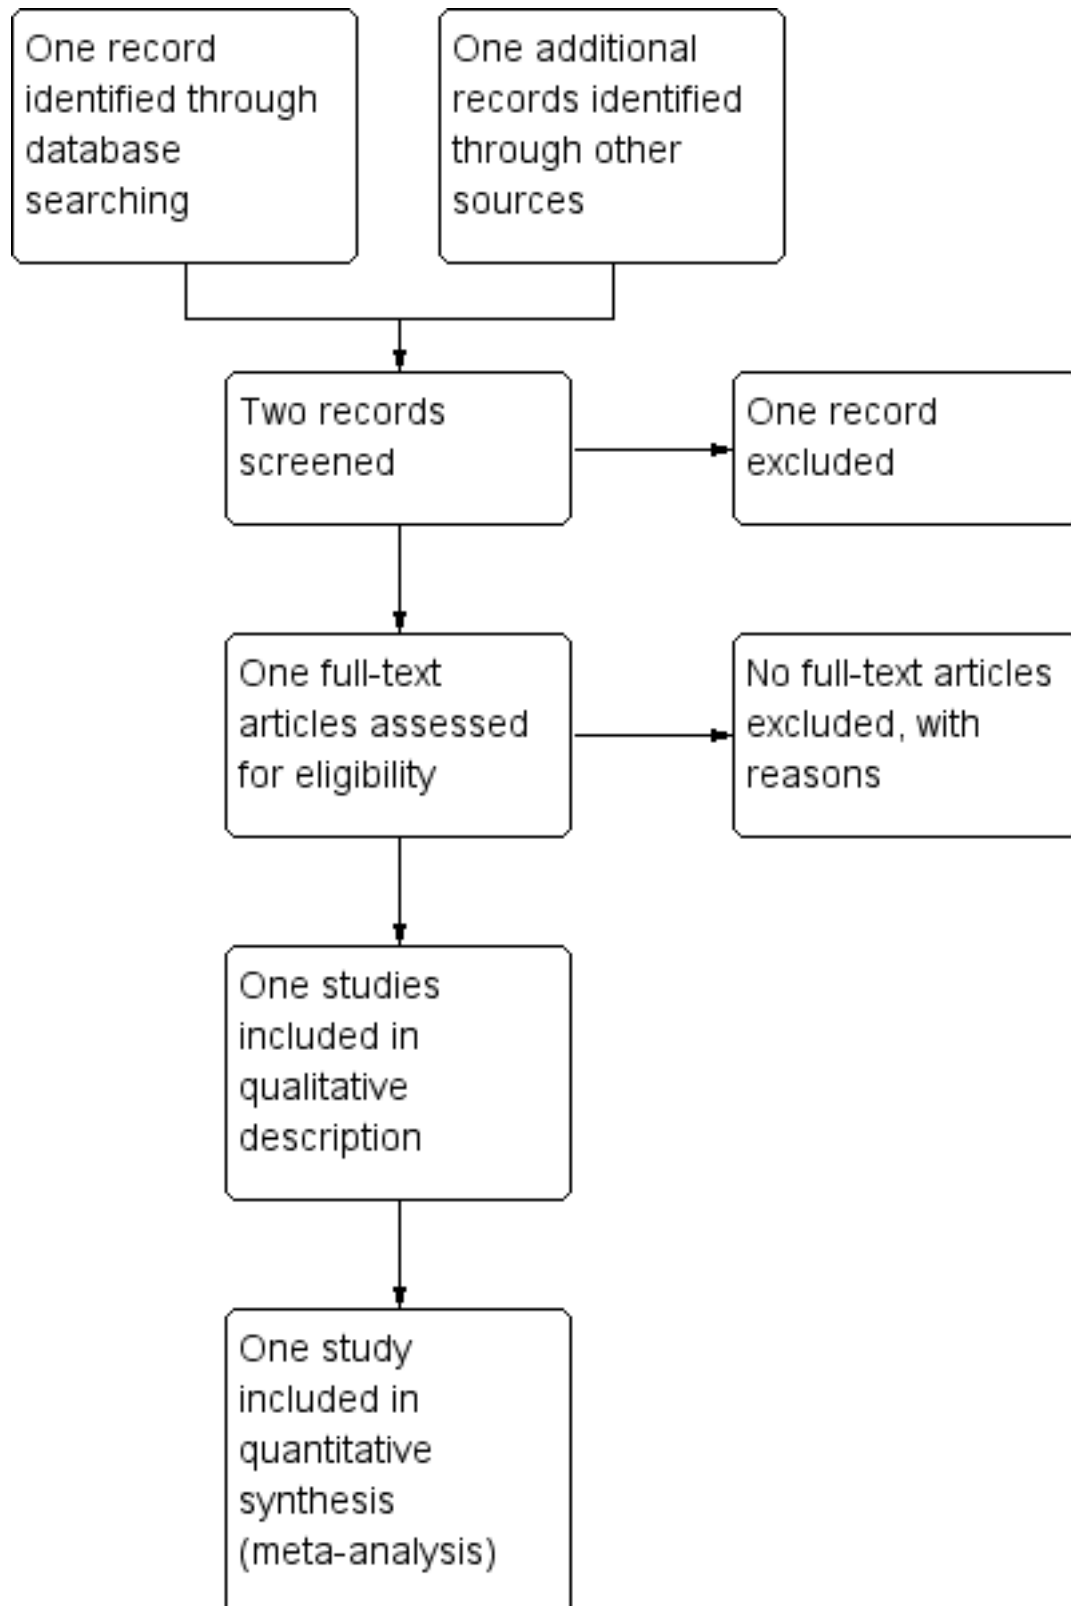 One record
identified through
database
searching
One additional
records identified
through other
sources
Two records
screened
One record
excluded
One full-text
articles assessed
for eligibility
No full-text articles
excluded, with
reasons
One studies
included in
qualitative
description
One study
included in
quantitative
synthesis
(meta-analysis)